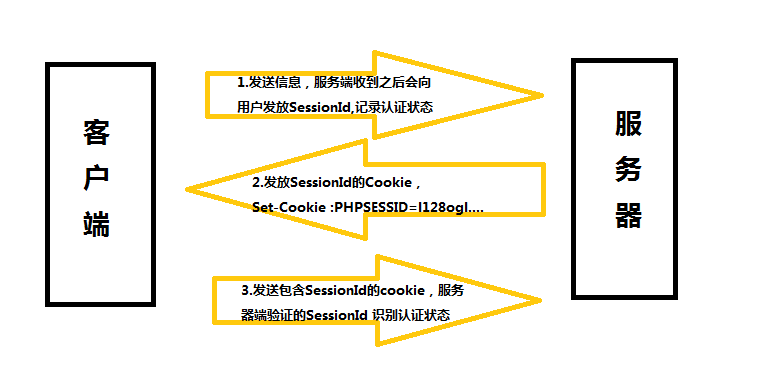 客户端
1.发送信息，服务端收到之后会向
用户发放SessionId,记录认证状态
2.发放SessionId的Cookie，
Set-Cookie :PHPSESSID=l128ogl....
3.发送包含SessionId的cookie，服务
器端验证的SessionId 识别认证状态
服务器